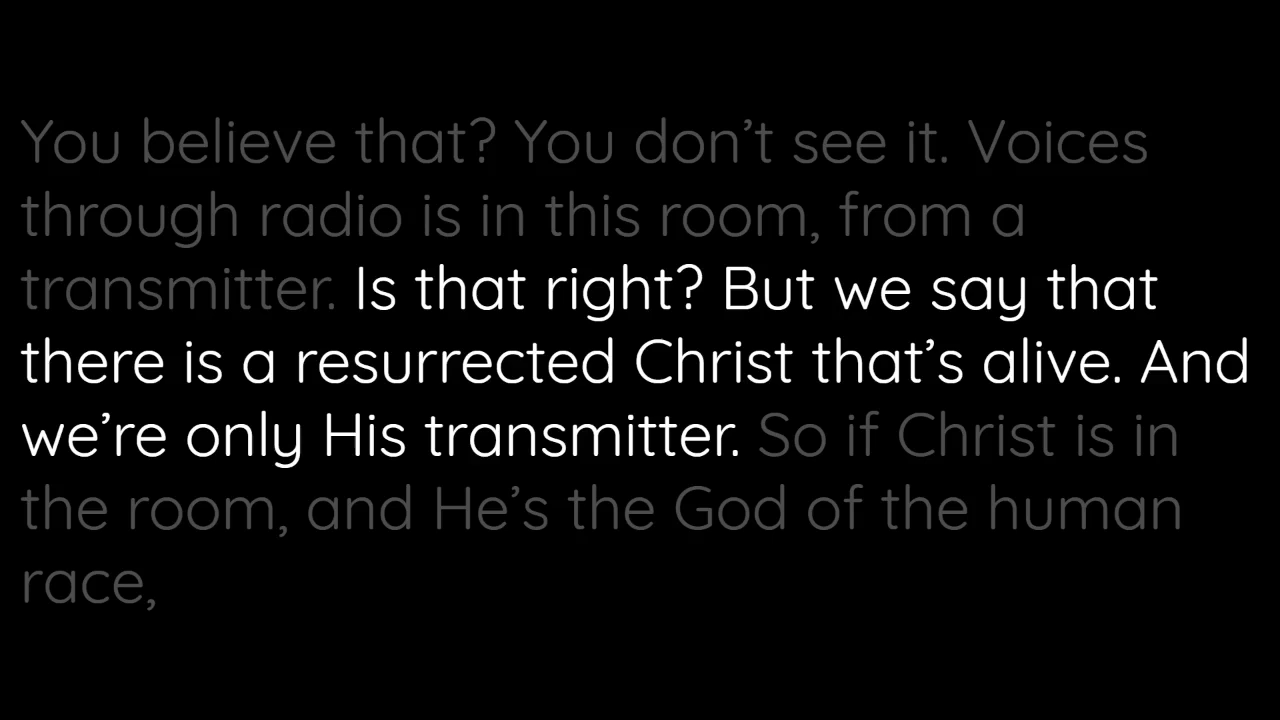 You believe that? You don’t see it. Voices
through radio is in this room, from a
transmitter. Is that right? But we say that
there is a resurrected Christ that’s alive. And
we’re only His transmitter. So if Christ is in
the room, and He’s the God of the human
race,